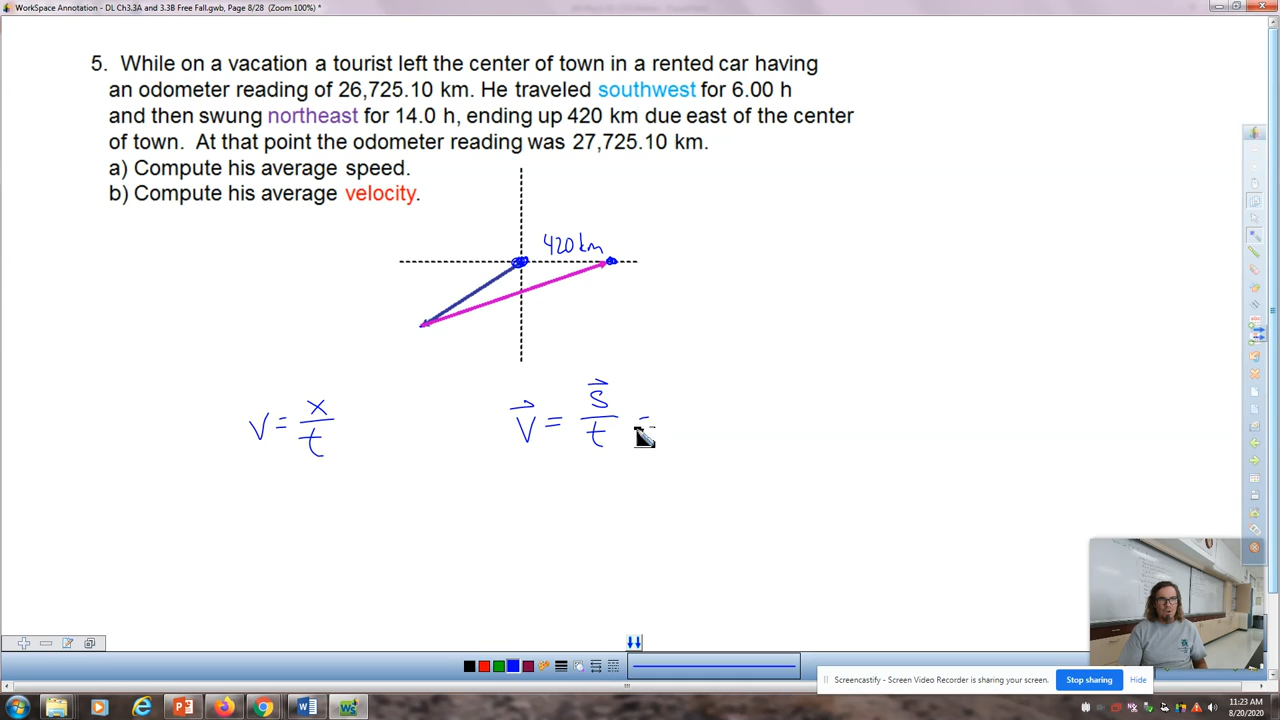 WorkSpace Annotation - DL Ch3.3A and 3.3B Free Fall.gwb, Page 8/28 (Zoom 100%) *
5. While on a vacation a tourist left the center of town in a rented car having
an odometer reading of 26,725.10 km. He traveled southwest for 6.00 h
and then swung northeast for 14.0 h, ending up 420 km due east of the center
of town. At that point the odometer reading was 27,725.10 km.
a) Compute his average speed.
b) Compute his average velocity.
420 km
v = x/t
v⃗ = s⃗/t =
Screencastify - Screen Video Recorder is sharing your screen.
Stop sharing
Hide
11:23 AM
8/20/2020